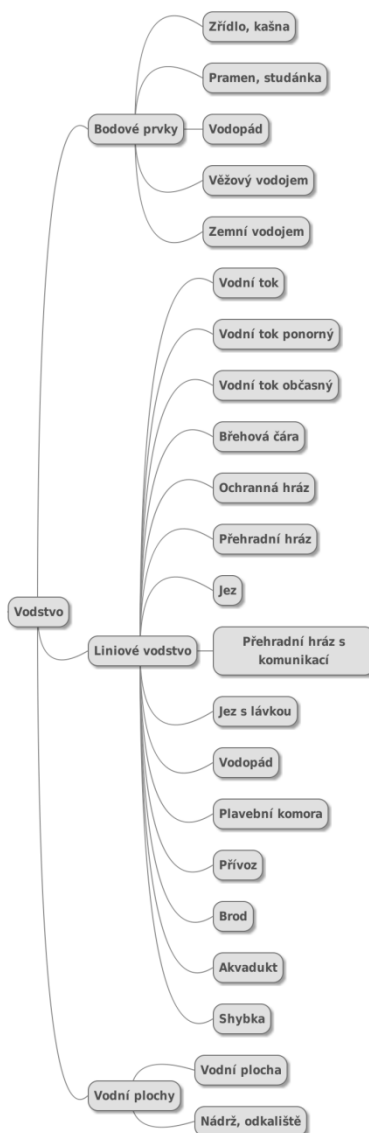 Vodstvo
Bodové prvky
Zřídlo, kašna
Pramen, studánka
Vodopád
Věžový vodojem
Zemní vodojem
Liniové vodstvo
Vodní tok
Vodní tok ponorný
Vodní tok občasný
Břehová čára
Ochranná hráz
Přehradní hráz
Jez
Přehradní hráz s
komunikací
Jez s lávkou
Vodopád
Plavební komora
Přívoz
Brod
Akvadukt
Shybka
Vodní plochy
Vodní plocha
Nádrž, odkaliště